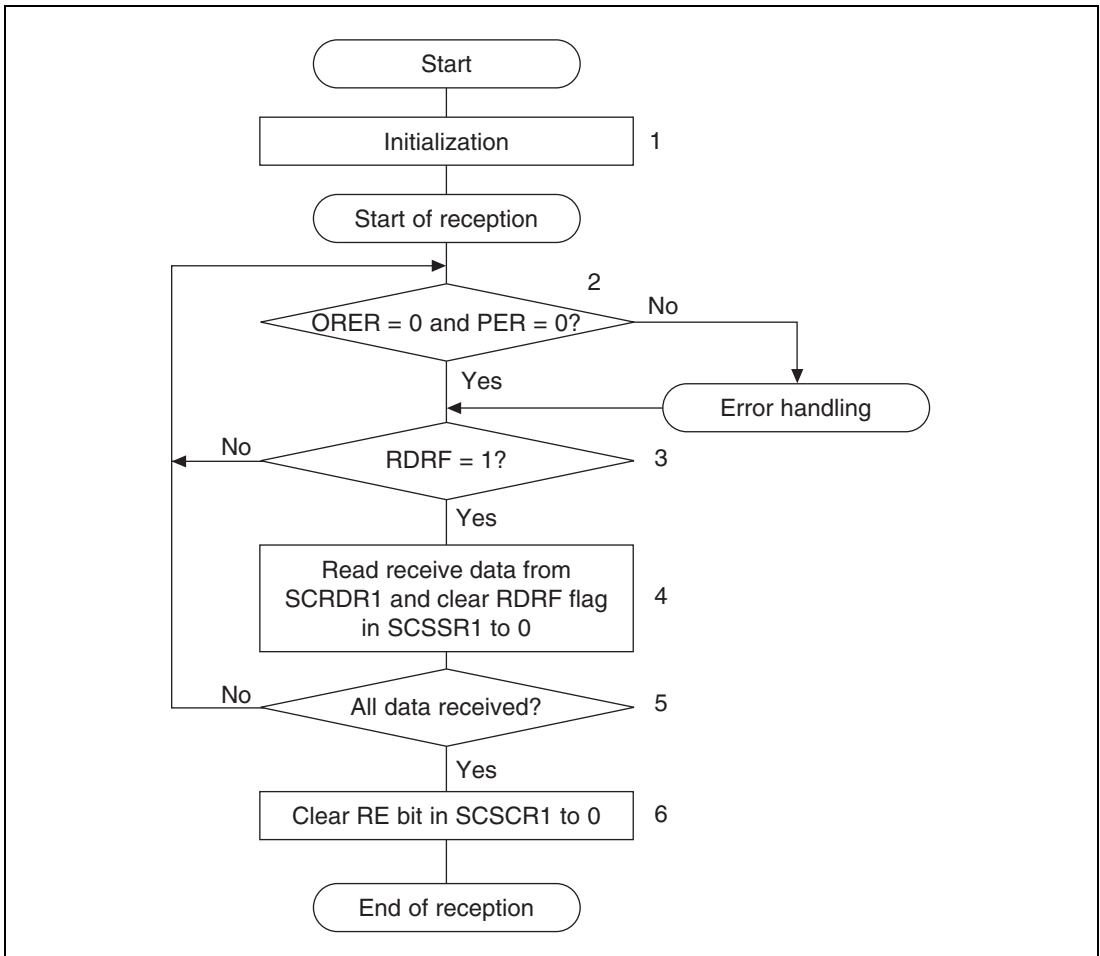 Start
Initialization
1
Start of reception
2
ORER = 0 and PER = 0?
No
Yes
Error handling
No
RDRF = 1?
3
Yes
Read receive data from
SCRDR1 and clear RDRF flag
in SCSSR1 to 0
4
No
All data received?
5
Yes
Clear RE bit in SCSCR1 to 0
6
End of reception